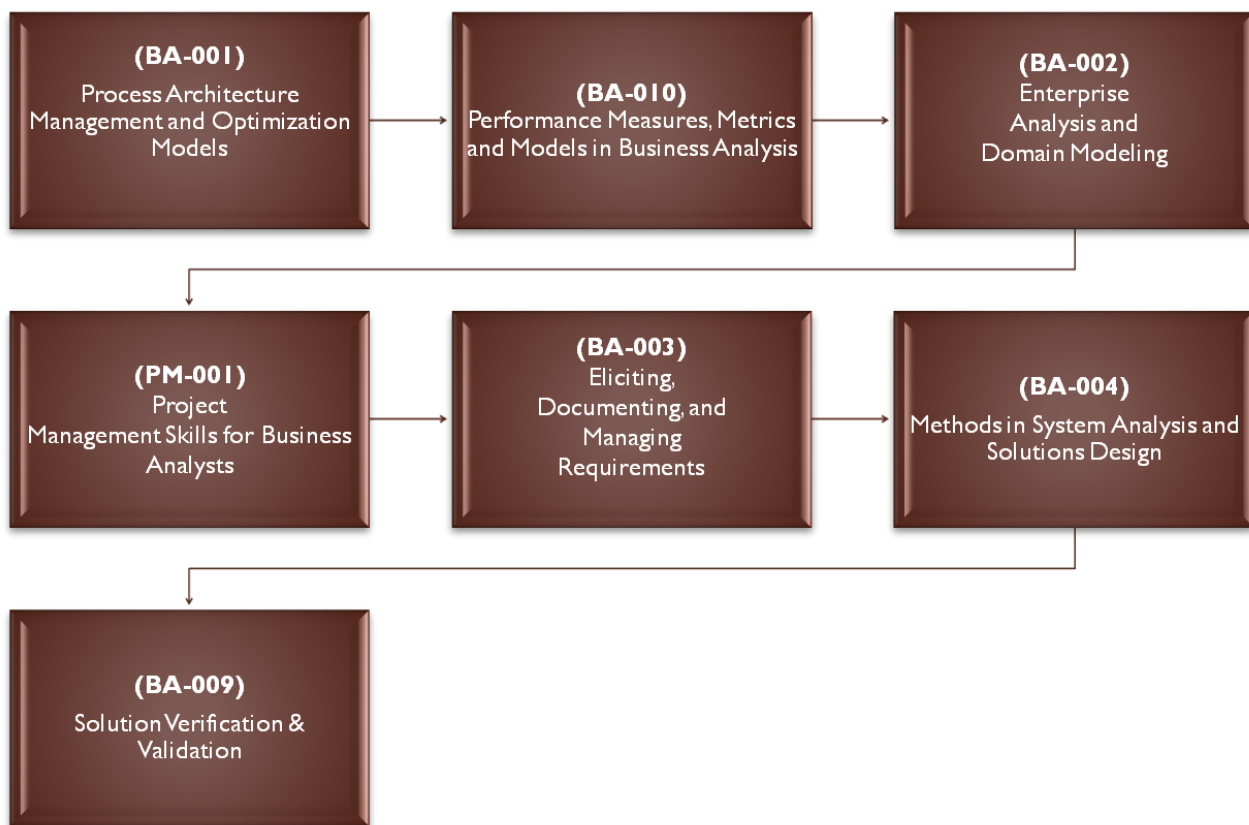 (BA-001)
Process Architecture
Management and Optimization
Models
(BA-010)
Performance Measures, Metrics
and Models in Business Analysis
(BA-002)
Enterprise
Analysis and
Domain Modeling
(PM-001)
Project
Management Skills for Business
Analysts
(BA-003)
Eliciting,
Documenting, and
Managing
Requirements
(BA-004)
Methods in System Analysis and
Solutions Design
(BA-009)
Solution Verification &
Validation